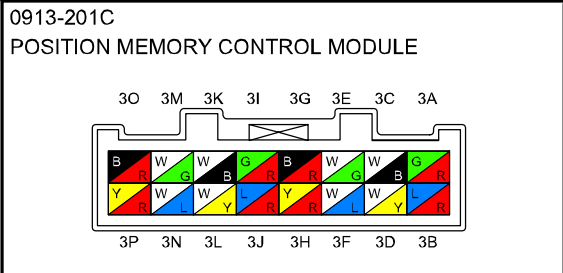 0913-201C
POSITION MEMORY CONTROL MODULE
3O 3M 3K 3I 3G 3E 3C 3A
B R W G W B G R B R W G W B G R
Y R W L W Y L R Y R W L W Y L R
3P 3N 3L 3J 3H 3F 3D 3B